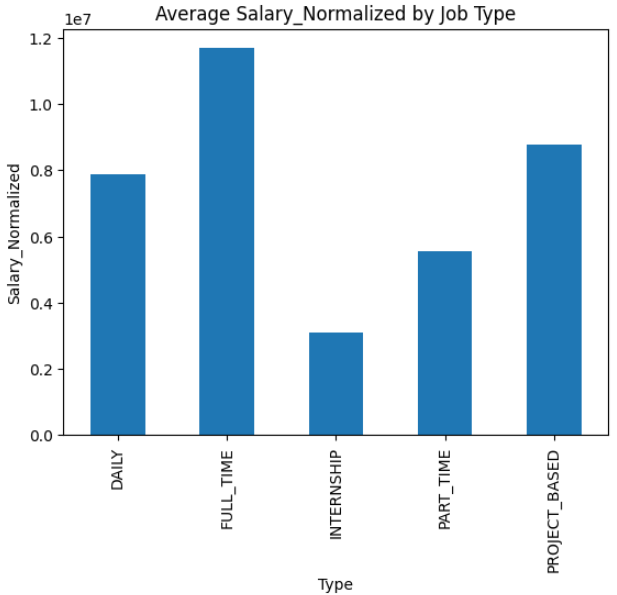 Average Salary_Normalized by Job Type
1e7
1.2
1.0
0.8
0.6
0.4
0.2
0.0
Salary_Normalized
DAILY
FULL_TIME
INTERNSHIP
PART_TIME
PROJECT_BASED
Type